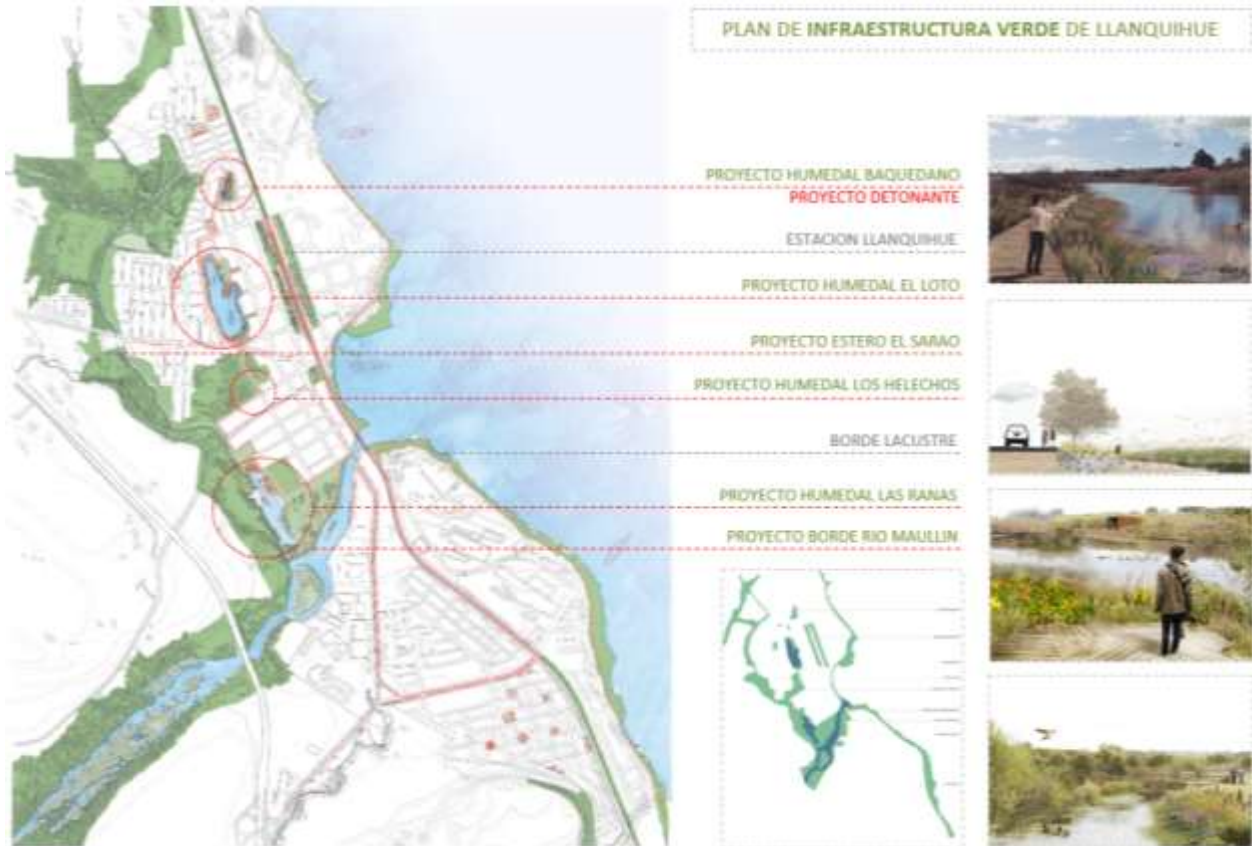 PLAN DE INFRAESTRUCTURA VERDE DE LLANQUIHUE
PROYECTO HUMEDAL BAQUEDANO
PROYECTO DETONANTE
ESTACION LLANQUIHUE
PROYECTO HUMEDAL EL LOTO
PROYECTO ESTERO EL SARAO
PROYECTO HUMEDAL LOS HELECHOS
BORDE LACUSTRE
PROYECTO HUMEDAL LAS RANAS
PROYECTO BORDE RIO MAULLIN